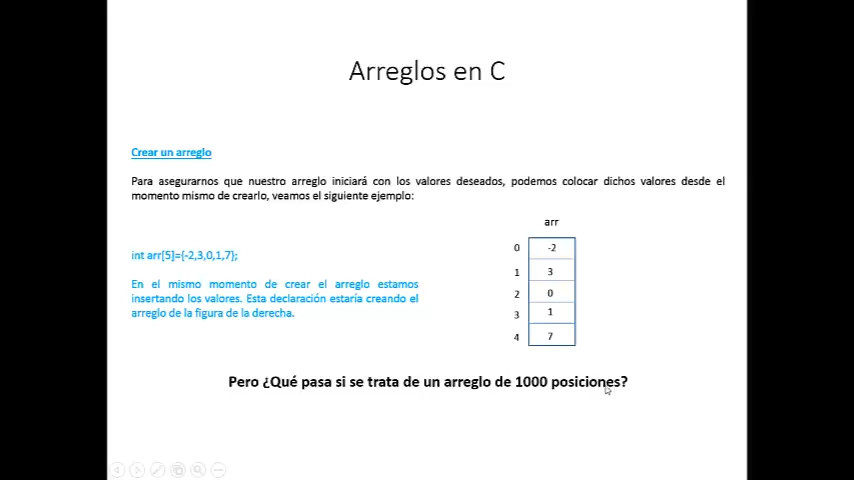 Arreglos en C
Crear un arreglo
Para asegurarnos que nuestro arreglo iniciará con los valores deseados, podemos colocar dichos valores desde el
momento mismo de crearlo, veamos el siguiente ejemplo:
arr
int arr[5]={-2,3,0,1,7};
En el mismo momento de crear el arreglo estamos
insertando los valores. Esta declaración estaría creando el
arreglo de la figura de la derecha.
0 -2
1 3
2 0
3 1
4 7
Pero ¿Qué pasa si se trata de un arreglo de 1000 posiciones?